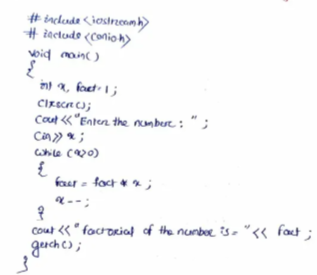 # include <iostream.h>
# include <conio.h>
void main()
{
int x, fact=1;
clrscr();
cout <<"Enter the number : " ;
cin>> x;
while (x>0)
{
fact = fact * x ;
x--;
}
cout <<"factorial of the number is = "<< fact ;
getch();
}